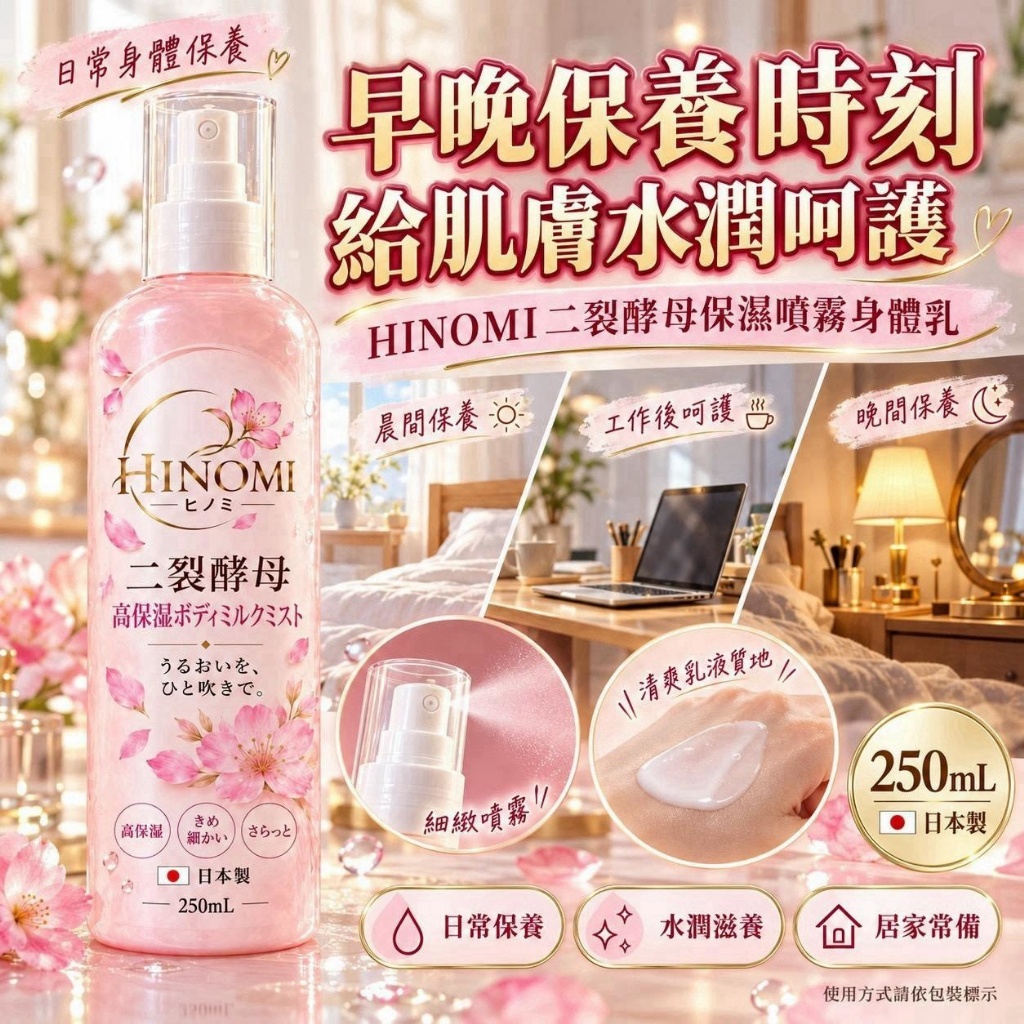 日常身體保養
早晚保養時刻
給肌膚水潤呵護
HINOMI二裂酵母保濕噴霧身體乳
晨間保養
工作後呵護
晚間保養
HINOMI
ヒノミ
二裂酵母
高保湿ボディミルクミスト
うるおいを、
ひと吹きで。
高保湿
きめ
細かい
さらっと
日本製
250mL
細緻噴霧
清爽乳液質地
250mL
日本製
日常保養
水潤滋養
居家常備
使用方式請依包裝標示